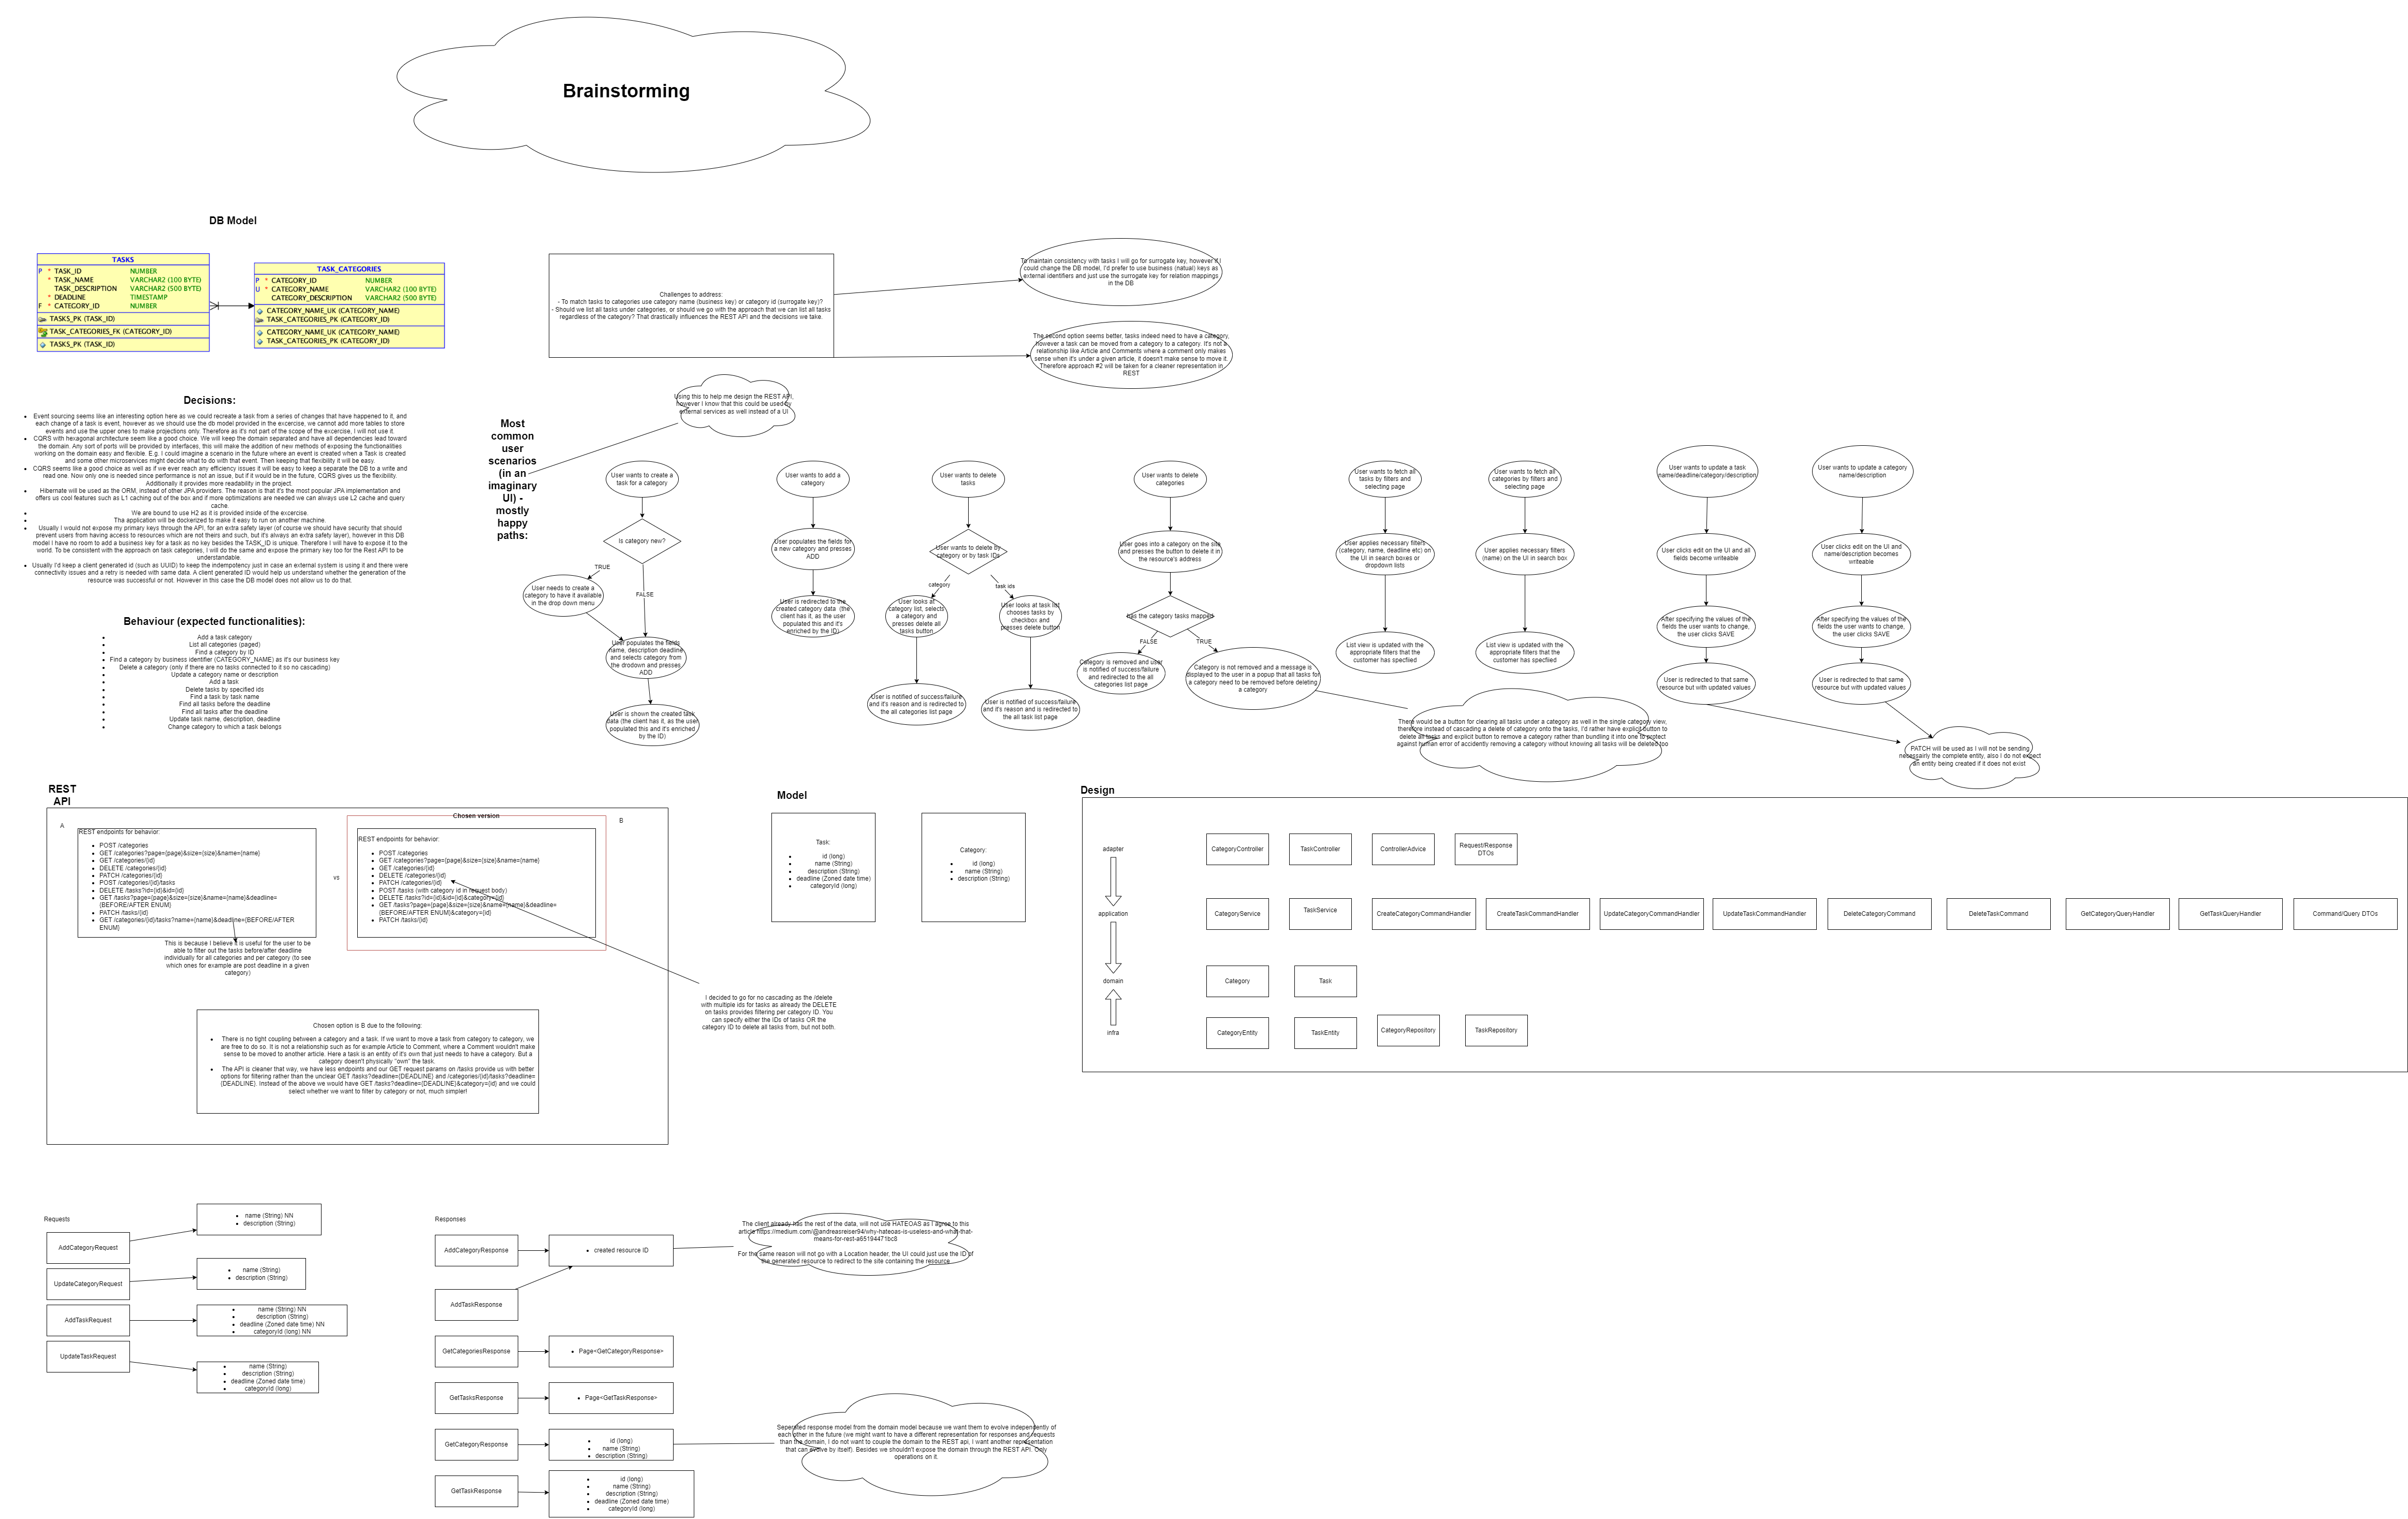 Brainstorming
DB Model
TASKS
P * TASK_ID NUMBER
* TASK_NAME VARCHAR2 (100 BYTE)
TASK_DESCRIPTION VARCHAR2 (500 BYTE)
* DEADLINE TIMESTAMP
F * CATEGORY_ID NUMBER
TASKS_PK (TASK_ID)
TASK_CATEGORIES_FK (CATEGORY_ID)
TASKS_PK (TASK_ID)
TASK_CATEGORIES
P * CATEGORY_ID NUMBER
U * CATEGORY_NAME VARCHAR2 (100 BYTE)
CATEGORY_DESCRIPTION VARCHAR2 (500 BYTE)
CATEGORY_NAME_UK (CATEGORY_NAME)
TASK_CATEGORIES_PK (CATEGORY_ID)
CATEGORY_NAME_UK (CATEGORY_NAME)
TASK_CATEGORIES_PK (CATEGORY_ID)
Challenges to address:
- To match tasks to categories use category name (business key) or category id (surrogate key)?
- Should we list all tasks under categories, or should we go with the approach that we can list all tasks
regardless of the category? That drastically influences the REST API and the decisions we take.
To maintain consistency with tasks I will go for surrogate key, however if I
could change the DB model, I'd prefer to use business (natual) keys as
external identifiers and just use the surrogate key for relation mappings
in the DB
The second option seems better, tasks indeed need to have a category,
however a task can be moved from a category to a category. It's not a
relationship like Article and Comments where a comment only makes
sense when it's under a given article, it doesn't make sense to move it.
Therefore approach #2 will be taken for a cleaner representation in
REST
Decisions:
• Event sourcing seems like an interesting option here as we could recreate a task from a series of changes that have happened to it, and
each change of a task is event, however as we should use the db model provided in the excercise, we cannot add more tables to store
events and use the upper ones to make projections only. Therefore as it's not part of the scope of the excercise, I will not use it.
• CQRS with hexagonal architecture seem like a good choice. We will keep the domain separated and have all dependencies lead toward
the domain. Any sort of ports will be provided by interfaces, this will make the addition of new methods of exposing the functionalities
working on the domain easy and flexible. E.g. I could imagine a scenario in the future where an event is created when a Task is created
and some other microservices might decide what to do with that event. Then keeping that flexibility it will be easy.
• CQRS seems like a good choice as well as if we ever reach any efficiency issues it will be easy to keep a separate the DB to a write and
read one. Now only one is needed since performance is not an issue, but if it would be in the future, CQRS gives us the flexibility.
Additionally it provides more readability in the project.
• Hibernate will be used as the ORM, instead of other JPA providers. The reason is that it's the most popular JPA implementation and
offers us cool features such as L1 caching out of the box and if more optimizations are needed we can always use L2 cache and query
cache.
• We are bound to use H2 as it is provided inside of the excercise.
• Tha application will be dockerized to make it easy to run on another machine.
• Usually I would not expose my primary keys through the API, for an extra safety layer (of course we should have security that should
prevent users from having access to resources which are not theirs and such, but it's always an extra safety layer), however in this DB
model I have no room to add a business key for a task as no key besides the TASK_ID is unique. Therefore I will have to expose it to the
world. To be consistent with the approach on task categories, I will do the same and expose the primary key too for the Rest API to be
understandable.
• Usually I'd keep a client generated id (such as UUID) to keep the indempotency just in case an external system is using it and there were
connectivity issues and a retry is needed with same data. A client generated ID would help us understand whether the generation of the
resource was successful or not. However in this case the DB model does not allow us to do that.
Behaviour (expected functionalities):
• Add a task category
• List all categories (paged)
• Find a category by ID
• Find a category by business identifier (CATEGORY_NAME) as it's our business key
• Delete a category (only if there are no tasks connected to it so no cascading)
• Update a category name or description
• Add a task
• Delete tasks by specified ids
• Find a task by task name
• Find all tasks before the deadline
• Find all tasks after the deadline
• Update task name, description, deadline
• Change category to which a task belongs
Using this to help me design the REST API,
however I know that this could be used by
external services as well instead of a UI
Most
common
user
scenarios
(in an
imaginary
UI) -
mostly
happy
paths:
User wants to create a
task for a category
Is category new?
TRUE
FALSE
User needs to create a
category to have it available
in the drop down menu
User populates the fields
name, description deadline
and selects category from
the drodown and presses
ADD
User is shown the created task
data (the client has it, as the user
populated this and it's enriched
by the ID)
User wants to add a
category
User populates the fields for
a new category and presses
ADD
User is redirected to the
created category data (the
client has it, as the user
populated this and it's
enriched by the ID)
User wants to delete
tasks
User wants to delete by
category or by task IDs
category
task ids
User looks at
category list, selects
a category and
presses delete all
tasks button
User looks at task list
chooses tasks by
checkbox and
presses delete button
User is notified of success/failure
and it's reason and is redirected to
the all categories list page
User is notified of success/failure
and it's reason and is redirected to
the all task list page
User wants to delete
categories
User goes into a category on the site
and presses the button to delete it in
the resource's address
has the category tasks mapped
FALSE
TRUE
Category is removed and user
is notified of success/failure
and redirected to the all
categories list page
Category is not removed and a message is
displayed to the user in a popup that all tasks for
a category need to be removed before deleting
a category
There would be a button for clearing all tasks under a category as well in the single category view,
therefore instead of cascading a delete of category onto the tasks, I'd rather have explicit button to
delete all tasks and explicit button to remove a category rather than bundling it into one to protect
against human error of accidently removing a category without knowing all tasks will be deleted too
User wants to fetch all
tasks by filters and
selecting page
User applies necessary filters
(category, name, deadline etc) on
the UI in search boxes or
dropdown lists
List view is updated with the
appropriate filters that the
customer has specfiied
User wants to fetch all
categories by filters and
selecting page
User applies necessary filters
(name) on the UI in search box
List view is updated with the
appropriate filters that the
customer has specfiied
User wants to update a task
name/deadline/category/description
User clicks edit on the UI and all
fields become writeable
After specifying the values of the
fields the user wants to change,
the user clicks SAVE
User is redirected to that same
resource but with updated values
User wants to update a category
name/description
User clicks edit on the UI and
name/description becomes
writeable
After specifying the values of the
fields the user wants to change,
the user clicks SAVE
User is redirected to that same
resource but with updated values
PATCH will be used as I will not be sending
necessairly the complete entity, also I do not expect
an entity being created if it does not exist
REST
API
A
REST endpoints for behavior:
• POST /categories
• GET /categories?page={page}&size={size}&name={name}
• GET /categories/{id}
• DELETE /categories/{id}
• PATCH /categories/{id}
• POST /categories/{id}/tasks
• DELETE /tasks?id={id}&id={id}
• GET /tasks?page={page}&size={size}&name={name}&deadline=
{BEFORE/AFTER ENUM}
• PATCH /tasks/{id}
• GET /categories/{id}/tasks?name={name}&deadline={BEFORE/AFTER
ENUM}
This is because I believe it is useful for the user to be
able to filter out the tasks before/after deadline
individually for all categories and per category (to see
which ones for example are post deadline in a given
category)
vs
Chosen version
B
REST endpoints for behavior:
• POST /categories
• GET /categories?page={page}&size={size}&name={name}
• GET /categories/{id}
• DELETE /categories/{id}
• PATCH /categories/{id}
• POST /tasks (with category id in request body)
• DELETE /tasks?id={id}&id={id}&category={id}
• GET /tasks?page={page}&size={size}&name={name}&deadline=
{BEFORE/AFTER ENUM}&category={id}
• PATCH /tasks/{id}
I decided to go for no cascading as the /delete
with multiple ids for tasks as already the DELETE
on tasks provides filtering per category ID. You
can specify either the IDs of tasks OR the
category ID to delete all tasks from, but not both.
Chosen option is B due to the following:
• There is no tight coupling between a category and a task. If we want to move a task from category to category, we
are free to do so. It is not a relationship such as for example Article to Comment, where a Comment wouldn't make
sense to be moved to another article. Here a task is an entity of it's own that just needs to have a category. But a
category doesn't physically "own" the task.
• The API is cleaner that way, we have less endpoints and our GET request params on /tasks provide us with better
options for filtering rather than the unclear GET /tasks?deadline={DEADLINE} and /categories/{id}/tasks?deadline=
{DEADLINE}. Instead of the above we would have GET /tasks?deadline={DEADLINE}&category={id} and we could
select whether we want to filter by category or not, much simpler!
Model
Task:
• id (long)
• name (String)
• description (String)
• deadline (Zoned date time)
• categoryId (long)
Category:
• id (long)
• name (String)
• description (String)
Design
adapter
CategoryController
TaskController
ControllerAdvice
Request/Response
DTOs
application
CategoryService
TaskService
CreateCategoryCommandHandler
CreateTaskCommandHandler
UpdateCategoryCommandHandler
UpdateTaskCommandHandler
DeleteCategoryCommand
DeleteTaskCommand
GetCategoryQueryHandler
GetTaskQueryHandler
Command/Query DTOs
domain
Category
Task
infra
CategoryEntity
TaskEntity
CategoryRepository
TaskRepository
Requests
AddCategoryRequest
• name (String) NN
• description (String)
UpdateCategoryRequest
• name (String)
• description (String)
AddTaskRequest
• name (String) NN
• description (String)
• deadline (Zoned date time) NN
• categoryId (long) NN
UpdateTaskRequest
• name (String)
• description (String)
• deadline (Zoned date time)
• categoryId (long)
Responses
AddCategoryResponse
• created resource ID
The client already has the rest of the data, will not use HATEOAS as I agree to this
article https://medium.com/@andreasreiser94/why-hateoas-is-useless-and-what-that-
means-for-rest-a65194471bc8
For the same reason will not go with a Location header, the UI could just use the ID of
the generated resource to redirect to the site containing the resource
AddTaskResponse
GetCategoriesResponse
• Page<GetCategoryResponse>
GetTasksResponse
• Page<GetTaskResponse>
GetCategoryResponse
• id (long)
• name (String)
• description (String)
Seperated response model from the domain model because we want them to evolve independently of
each other in the future (we might want to have a different representation for responses and requests
than the domain, I do not want to couple the domain to the REST api, I want another representation
that can evolve by itself). Besides we shouldn't expose the domain through the REST API. Only
operations on it.
GetTaskResponse
• id (long)
• name (String)
• description (String)
• deadline (Zoned date time)
• categoryId (long)